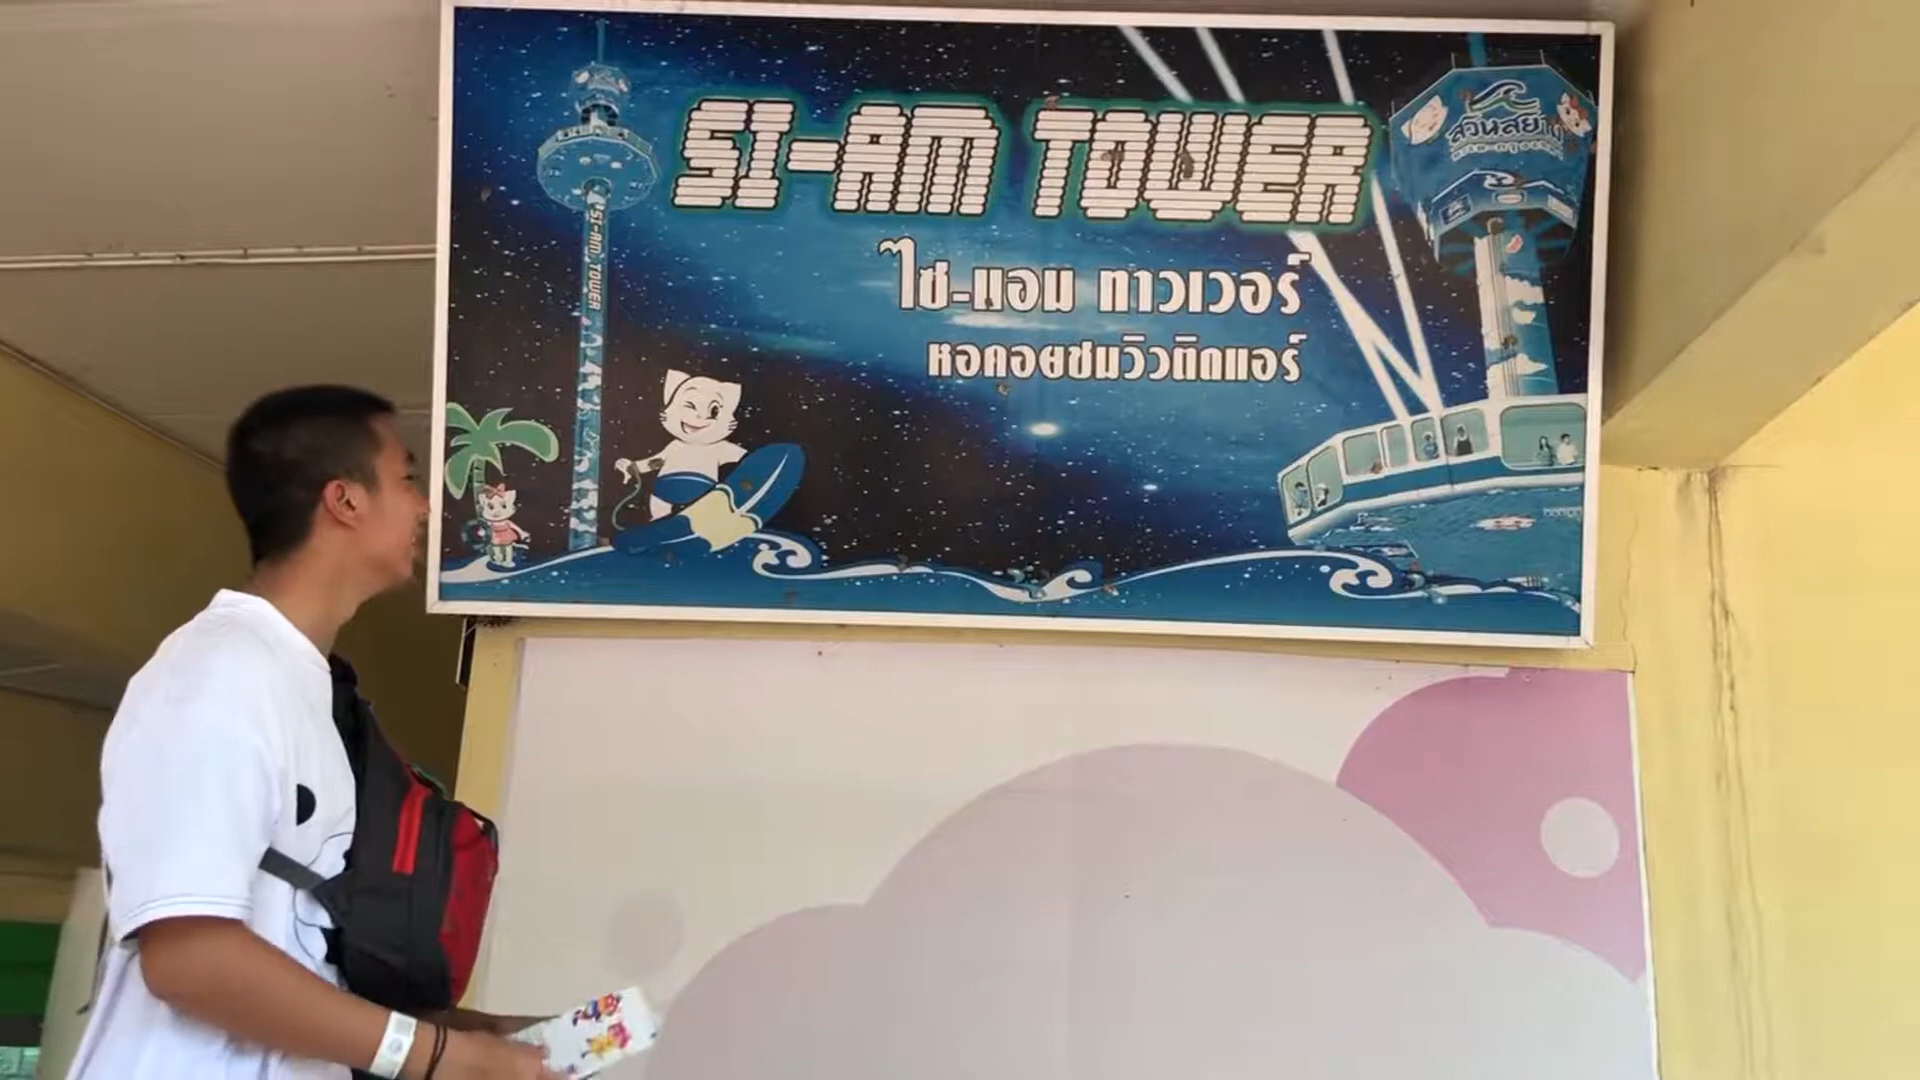 SI-AM TOWER
สวนสยาม
"SI-AM TOWER
ไซ-แอม ทาวเวอร์
หอคอยชมวิวติดแอร์